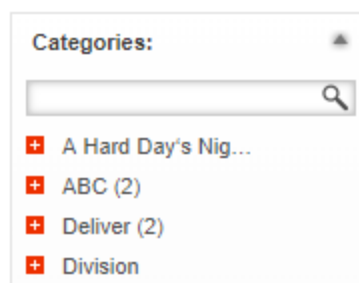 Categories:
A Hard Day‘s Nig...
ABC (2)
Deliver (2)
Division